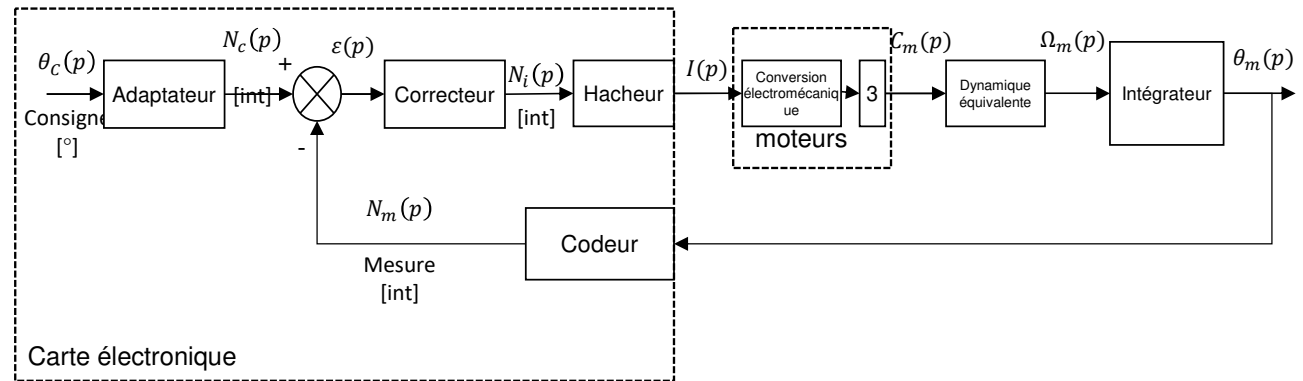 θ_C(p)
Consigne
[°]
Adaptateur
N_c(p)
[int]
+
-
ε(p)
Correcteur
N_i(p)
[int]
Hacheur
I(p)
Conversion
électromécaniq
ue
3
moteurs
C_m(p)
Dynamique
équivalente
Ω_m(p)
Intégrateur
θ_m(p)
N_m(p)
Mesure
[int]
Codeur
Carte électronique